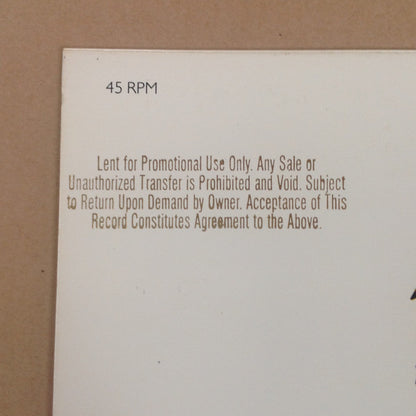 45 RPM
Lent for Promotional Use Only. Any Sale or
Unauthorized Transfer is Prohibited and Void. Subject
to Return Upon Demand by Owner. Acceptance of This
Record Constitutes Agreement to the Above.